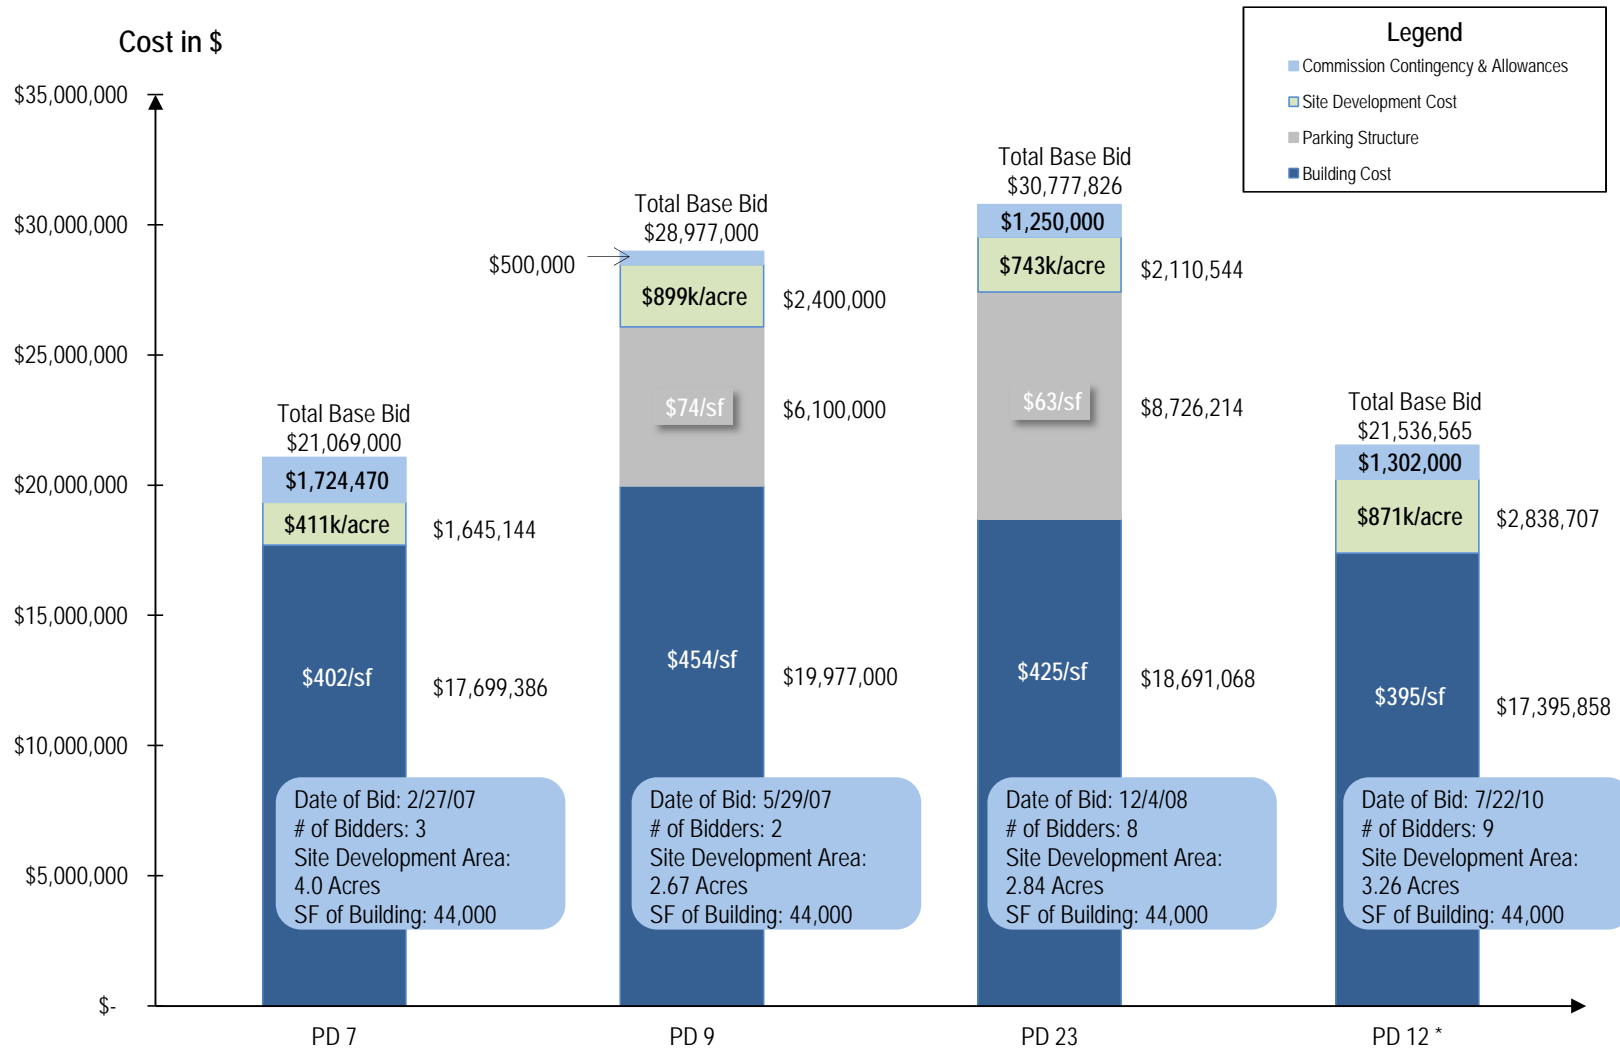 Cost in $
Legend
Commission Contingency & Allowances
Site Development Cost
Parking Structure
Building Cost
$35,000,000
$30,000,000
$25,000,000
$20,000,000
$15,000,000
$10,000,000
$5,000,000
$-
Total Base Bid
$21,069,000
$1,724,470
$411k/acre
$1,645,144
$402/sf
$17,699,386
Date of Bid: 2/27/07
# of Bidders: 3
Site Development Area:
4.0 Acres
SF of Building: 44,000
PD 7
Total Base Bid
$28,977,000
$500,000
$899k/acre
$2,400,000
$74/sf
$6,100,000
$454/sf
$19,977,000
Date of Bid: 5/29/07
# of Bidders: 2
Site Development Area:
2.67 Acres
SF of Building: 44,000
PD 9
Total Base Bid
$30,777,826
$1,250,000
$743k/acre
$2,110,544
$63/sf
$8,726,214
$425/sf
$18,691,068
Date of Bid: 12/4/08
# of Bidders: 8
Site Development Area:
2.84 Acres
SF of Building: 44,000
PD 23
Total Base Bid
$21,536,565
$1,302,000
$871k/acre
$2,838,707
$395/sf
$17,395,858
Date of Bid: 7/22/10
# of Bidders: 9
Site Development Area:
3.26 Acres
SF of Building: 44,000
PD 12 *